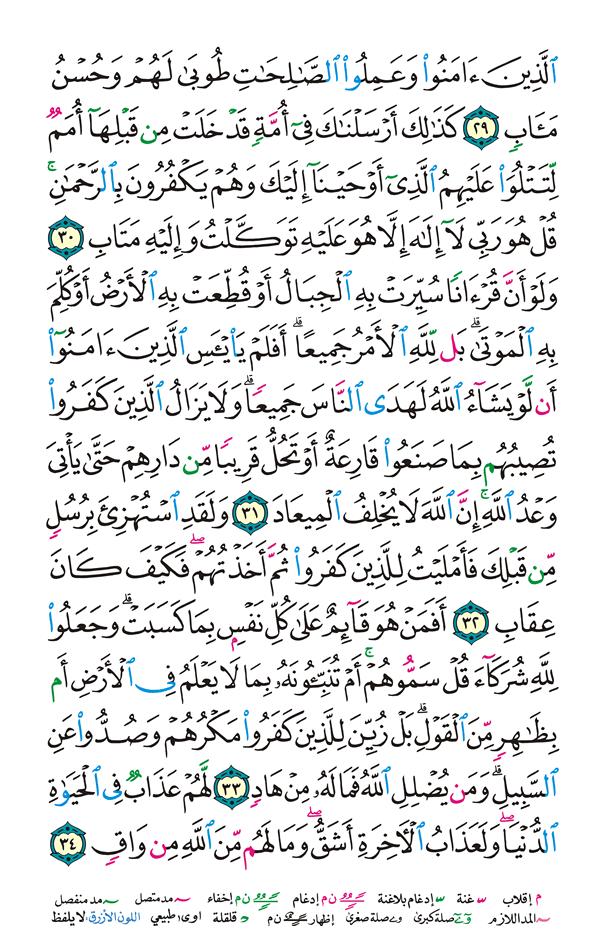 ٱلَّذِينَ ءَامَنُوا۟ وَعَمِلُوا۟ ٱلصَّٰلِحَٰتِ طُوبَىٰ لَهُمْ وَحُسْنُ
مَـَٔابٍ ٢٩ كَذَٰلِكَ أَرْسَلْنَٰكَ فِىٓ أُمَّةٍ قَدْ خَلَتْ مِن قَبْلِهَآ أُمَمٌ
لِّتَتْلُوَا۟ عَلَيْهِمُ ٱلَّذِىٓ أَوْحَيْنَآ إِلَيْكَ وَهُمْ يَكْفُرُونَ بِٱلرَّحْمَٰنِ ۚ
قُلْ هُوَ رَبِّى لَآ إِلَٰهَ إِلَّا هُوَ عَلَيْهِ تَوَكَّلْتُ وَإِلَيْهِ مَتَابِ ٣٠
وَلَوْ أَنَّ قُرْءَانًا سُيِّرَتْ بِهِ ٱلْجِبَالُ أَوْ قُطِّعَتْ بِهِ ٱلْأَرْضُ أَوْ كُلِّمَ
بِهِ ٱلْمَوْتَىٰ ۗ بَل لِّلَّهِ ٱلْأَمْرُ جَمِيعًا ۗ أَفَلَمْ يَا۟يْـَٔسِ ٱلَّذِينَ ءَامَنُوٓا۟
أَن لَّوْ يَشَآءُ ٱللَّهُ لَهَدَى ٱلنَّاسَ جَمِيعًا ۗ وَلَا يَزَالُ ٱلَّذِينَ كَفَرُوا۟
تُصِيبُهُم بِمَا صَنَعُوا۟ قَارِعَةٌ أَوْ تَحُلُّ قَرِيبًا مِّن دَارِهِمْ حَتَّىٰ يَأْتِىَ
وَعْدُ ٱللَّهِ ۚ إِنَّ ٱللَّهَ لَا يُخْلِفُ ٱلْمِيعَادَ ٣١ وَلَقَدِ ٱسْتُهْزِئَ بِرُسُلٍ
مِّن قَبْلِكَ فَأَمْلَيْتُ لِلَّذِينَ كَفَرُوا۟ ثُمَّ أَخَذْتُهُمْ ۖ فَكَيْفَ كَانَ
عِقَابِ ٣٢ أَفَمَنْ هُوَ قَآئِمٌ عَلَىٰ كُلِّ نَفْسٍۭ بِمَا كَسَبَتْ ۗ وَجَعَلُوا۟
لِلَّهِ شُرَكَآءَ قُلْ سَمُّوهُمْ ۚ أَمْ تُنَبِّـُٔونَهُۥ بِمَا لَا يَعْلَمُ فِى ٱلْأَرْضِ أَم
بِظَٰهِرٍ مِّنَ ٱلْقَوْلِ ۗ بَلْ زُيِّنَ لِلَّذِينَ كَفَرُوا۟ مَكْرُهُمْ وَصُدُّوا۟ عَنِ
ٱلسَّبِيلِ ۗ وَمَن يُضْلِلِ ٱللَّهُ فَمَا لَهُۥ مِنْ هَادٍ ٣٣ لَّهُمْ عَذَابٌ فِى ٱلْحَيَوٰةِ
ٱلدُّنْيَا ۖ وَلَعَذَابُ ٱلْـَٔاخِرَةِ أَشَقُّ ۖ وَمَا لَهُم مِّنَ ٱللَّهِ مِن وَاقٍ ٣٤
م إقلاب غنة إدغام بلاغنة ن م إدغام ن م إخفاء مد متصل مد منفصل
المد اللازم صلة كبرى صلة صغرى إظهار ن م قلقلة اوى طبيعي اللون الأزرق: لا يلفظ